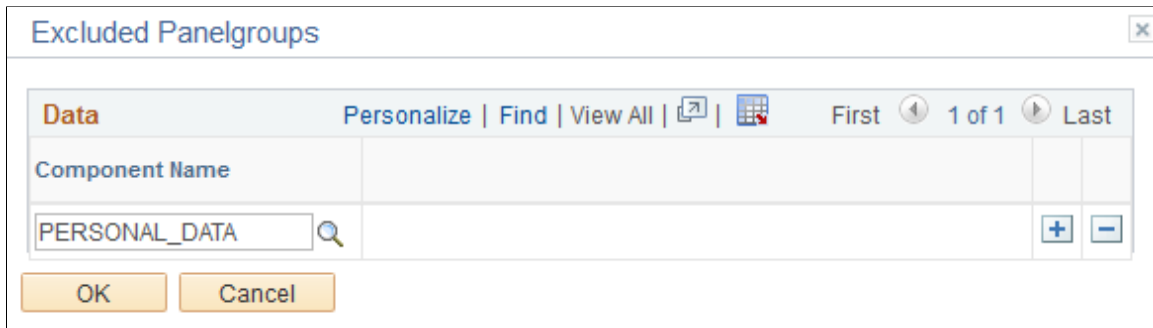 Excluded Panelgroups
Data Personalize | Find | View All | | First 1 of 1 Last
Component Name
PERSONAL_DATA
OK Cancel